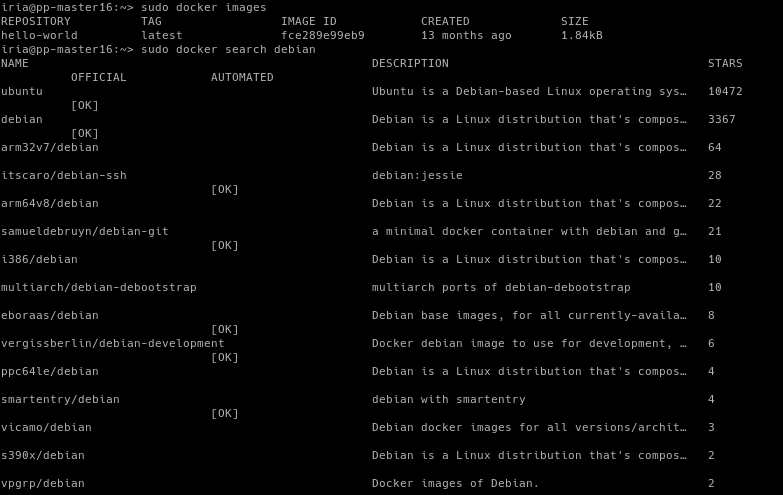 iria@pp-master16:~> sudo docker images
REPOSITORY TAG IMAGE ID CREATED SIZE
hello-world latest fce289e99eb9 13 months ago 1.84kB
iria@pp-master16:~> sudo docker search debian
NAME DESCRIPTION STARS
OFFICIAL AUTOMATED
ubuntu Ubuntu is a Debian-based Linux operating sys… 10472
[OK]
debian Debian is a Linux distribution that's compos… 3367
[OK]
arm32v7/debian Debian is a Linux distribution that's compos… 64
itscaro/debian-ssh debian:jessie 28
[OK]
arm64v8/debian Debian is a Linux distribution that's compos… 22
samueldebruyn/debian-git a minimal docker container with debian and g… 21
[OK]
i386/debian Debian is a Linux distribution that's compos… 10
multiarch/debian-debootstrap multiarch ports of debian-debootstrap 10
eboraas/debian Debian base images, for all currently-availa… 8
[OK]
vergissberlin/debian-development Docker debian image to use for development, … 6
[OK]
ppc64le/debian Debian is a Linux distribution that's compos… 4
smartentry/debian debian with smartentry 4
[OK]
vicamo/debian Debian docker images for all versions/archit… 3
s390x/debian Debian is a Linux distribution that's compos… 2
vpgrp/debian Docker images of Debian. 2